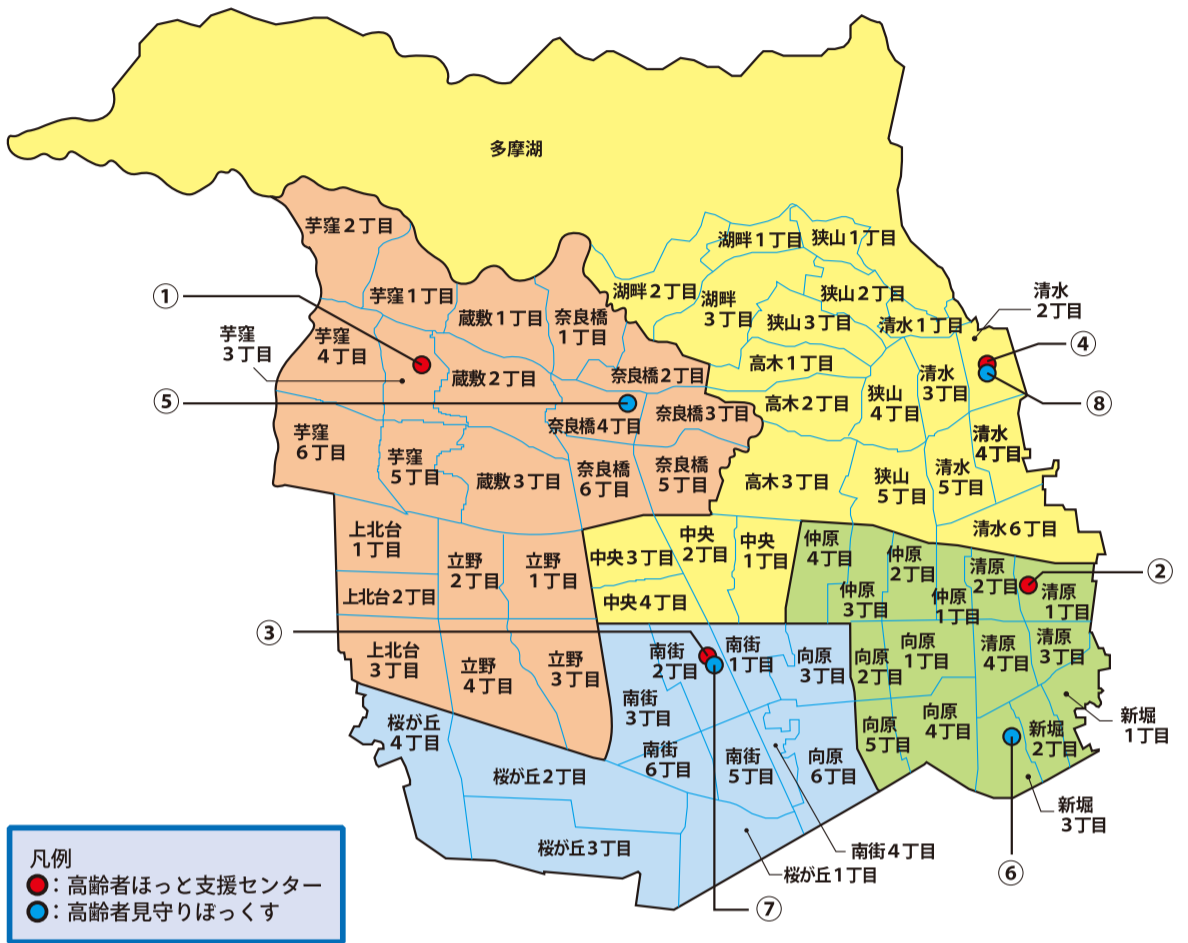 多摩湖
芋窪2丁目
湖畔1丁目
狭山1丁目
①
芋窪1丁目
湖畔2丁目
湖畔
3丁目
狭山2丁目
清水
2丁目
蔵敷1丁目
奈良橋
1丁目
狭山3丁目
清水1丁目
芋窪
3丁目
芋窪
4丁目
④
高木1丁目
蔵敷2丁目
奈良橋2丁目
清水
3丁目
⑤
⑧
高木2丁目
狭山
4丁目
奈良橋3丁目
奈良橋4丁目
芋窪
6丁目
清水
4丁目
芋窪
5丁目
蔵敷3丁目
奈良橋
6丁目
奈良橋
5丁目
高木3丁目
狭山
5丁目
清水
5丁目
清水6丁目
上北台
1丁目
立野
2丁目
立野
1丁目
中央3丁目
中央
2丁目
中央
1丁目
仲原
4丁目
仲原
2丁目
清原
2丁目
②
上北台2丁目
中央4丁目
仲原
3丁目
仲原
1丁目
清原
1丁目
③
上北台
3丁目
立野
4丁目
立野
3丁目
南街
2丁目
南街
1丁目
向原
3丁目
向原
2丁目
向原
1丁目
清原
4丁目
清原
3丁目
南街
3丁目
桜が丘
4丁目
向原
5丁目
向原
4丁目
新堀
2丁目
新堀
1丁目
南街
6丁目
南街
5丁目
向原
6丁目
桜が丘2丁目
新堀
3丁目
桜が丘3丁目
南街4丁目
桜が丘1丁目
⑥
⑦
凡例
：高齢者ほっと支援センター
：高齢者見守りぼっくす